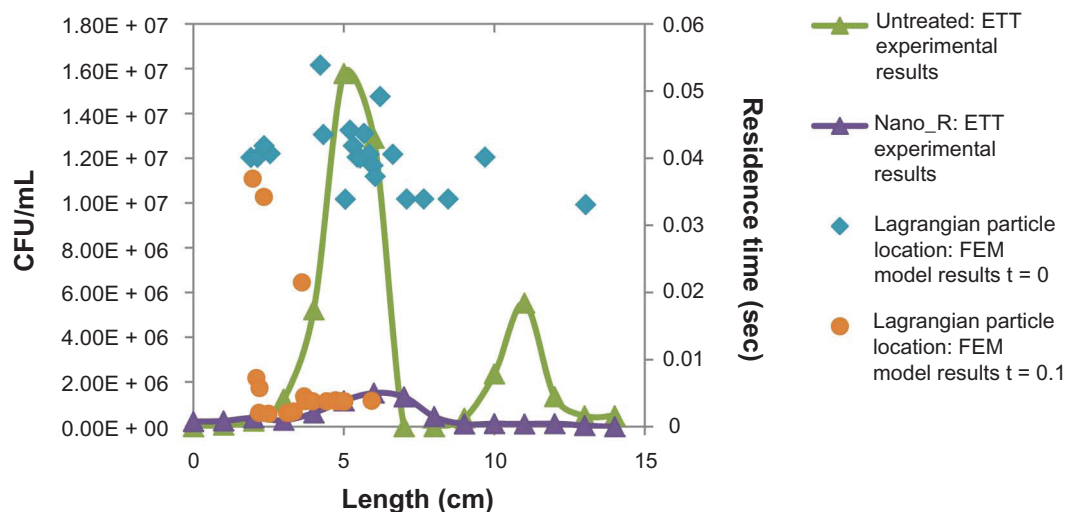 1.80E + 07
1.60E + 07
1.40E + 07
1.20E + 07
1.00E + 07
8.00E + 06
6.00E + 06
4.00E + 06
2.00E + 06
0.00E + 00
CFU/mL
0
5
10
15
Length (cm)
0.06
0.05
0.04
0.03
0.02
0.01
0
Residence time (sec)
Untreated: ETT
experimental
results
Nano_R: ETT
experimental
results
Lagrangian particle
location: FEM
model results t = 0
Lagrangian particle
location: FEM
model results t = 0.1